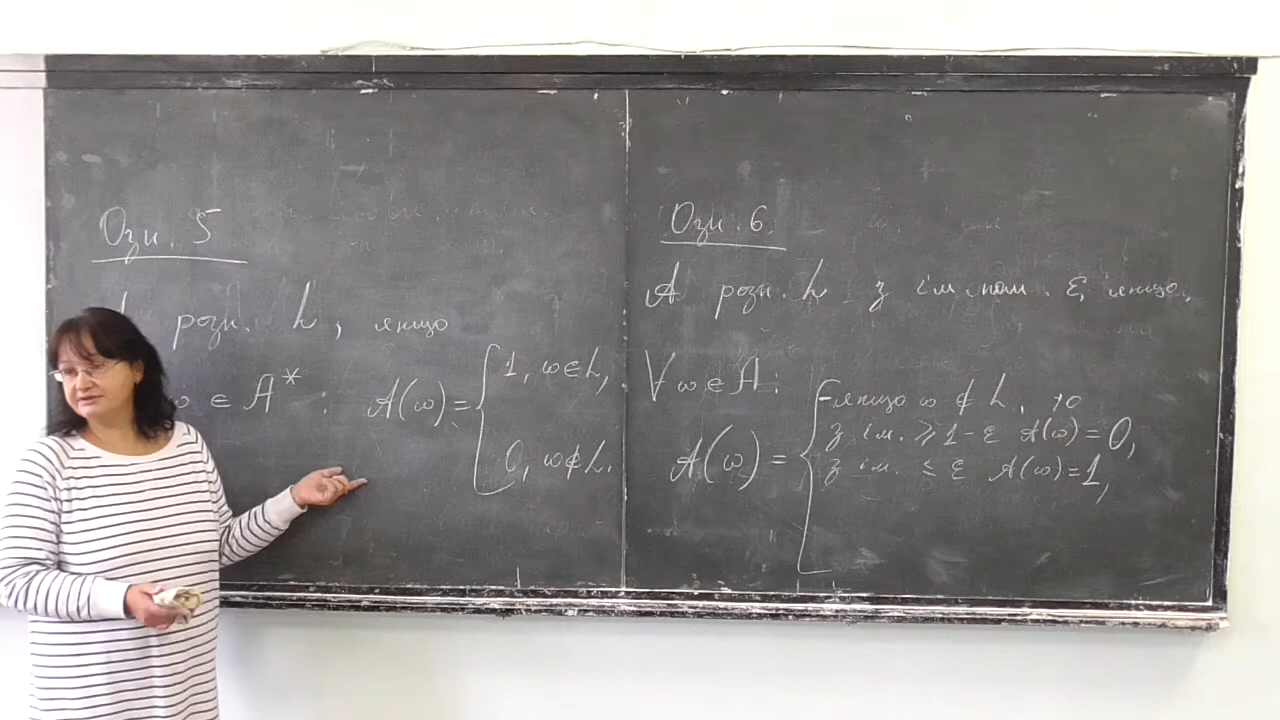 Озн. 5
розп. L, якщо
ω ∈ A* : A(ω) = { 1, ω ∈ L,
0, ω ∉ L.
Озн. 6.
A розп. L з ім. пом. ε, якщо,
∀ ω ∈ A :
A(ω) = { - якщо ω ∉ L, то
з ім. ≥ 1 - ε A(ω) = 0,
з ім. ≤ ε A(ω) = 1,